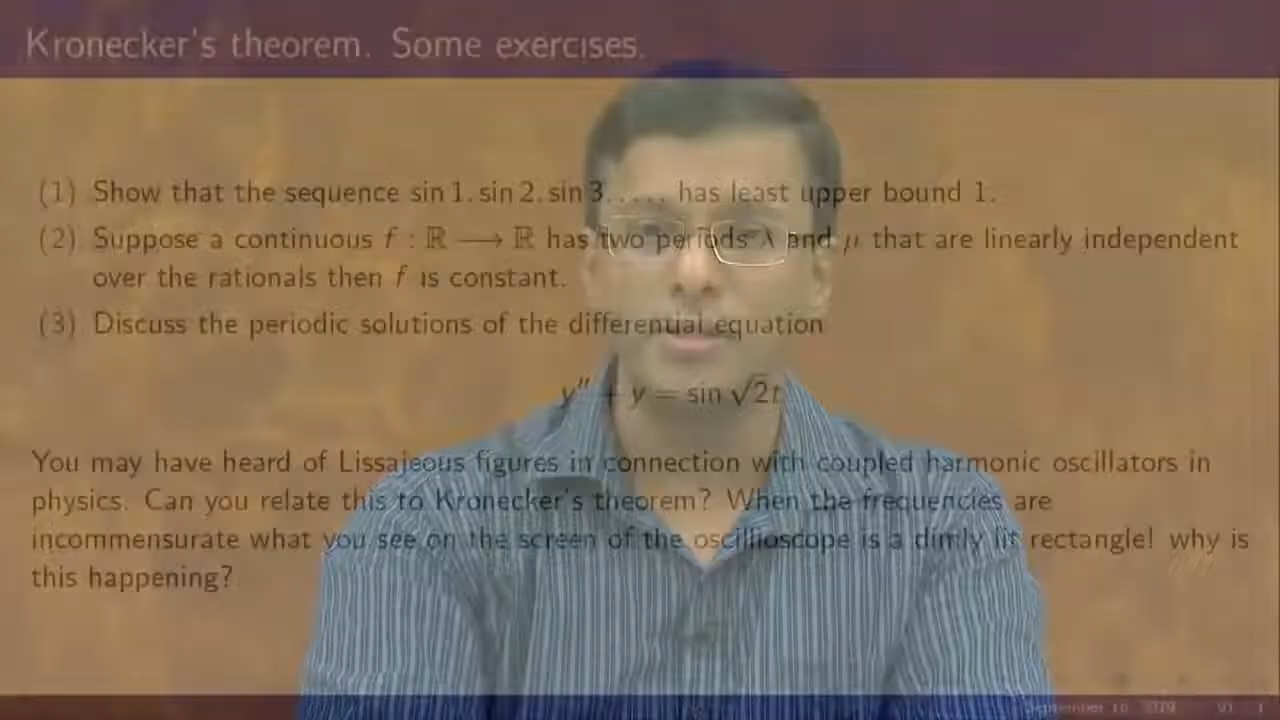 Kronecker's theorem. Some exercises.
(1) Show that the sequence sin 1, sin 2, sin 3, . . . . has least upper bound 1.
(2) Suppose a continuous f : ℝ ⟶ ℝ has two periods λ and μ that are linearly independent
over the rationals then f is constant.
(3) Discuss the periodic solutions of the differential equation
y″ + y = sin √2t
You may have heard of Lissajeous figures in connection with coupled harmonic oscillators in
physics. Can you relate this to Kronecker's theorem? When the frequencies are
incommensurate what you see on the screen of the oscillioscope is a dimly lit rectangle! why is
this happening?
September 16, 2019